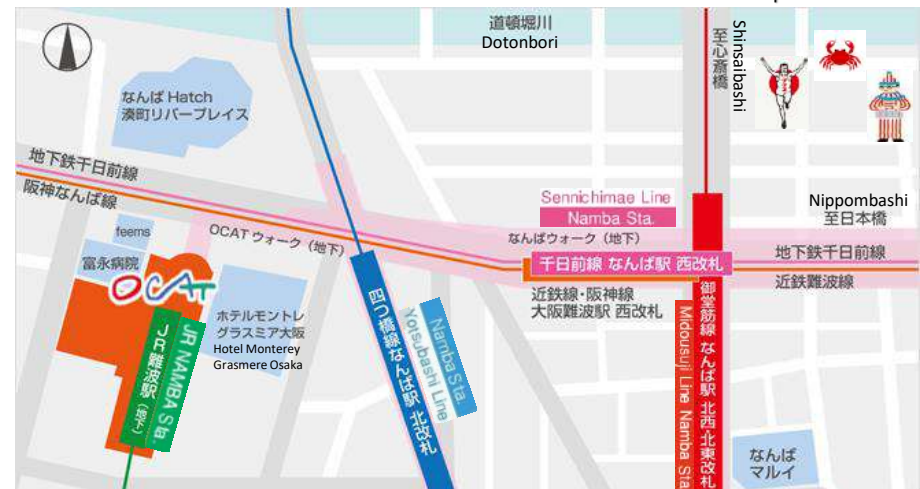 道頓堀川
Dotonbori
至心斎橋
Shinsaibashi
なんば Hatch
湊町リバープレイス
地下鉄千日前線
阪神なんば線
Sennichimae Line
Namba Sta.
Nippombashi
至日本橋
feems
OCAT ウォーク（地下）
なんばウォーク（地下）
千日前線 なんば駅 西改札
地下鉄千日前線
富永病院
OCAT
近鉄線・阪神線
大阪難波駅 西改札
近鉄難波線
ホテルモントレ
グラスミア大阪
Hotel Monterey
Grasmere Osaka
JR難波駅（地下）
JR NAMBA Sta.
四つ橋線なんば駅 北改札
Yotsubashi Line
Namba Sta.
御堂筋線 なんば駅 北西・北東改札
Midousuji Line Namba Sta
なんば
マルイ